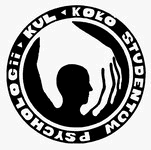 KUL • KOŁO STUDENTÓW PSYCHOLOGII •